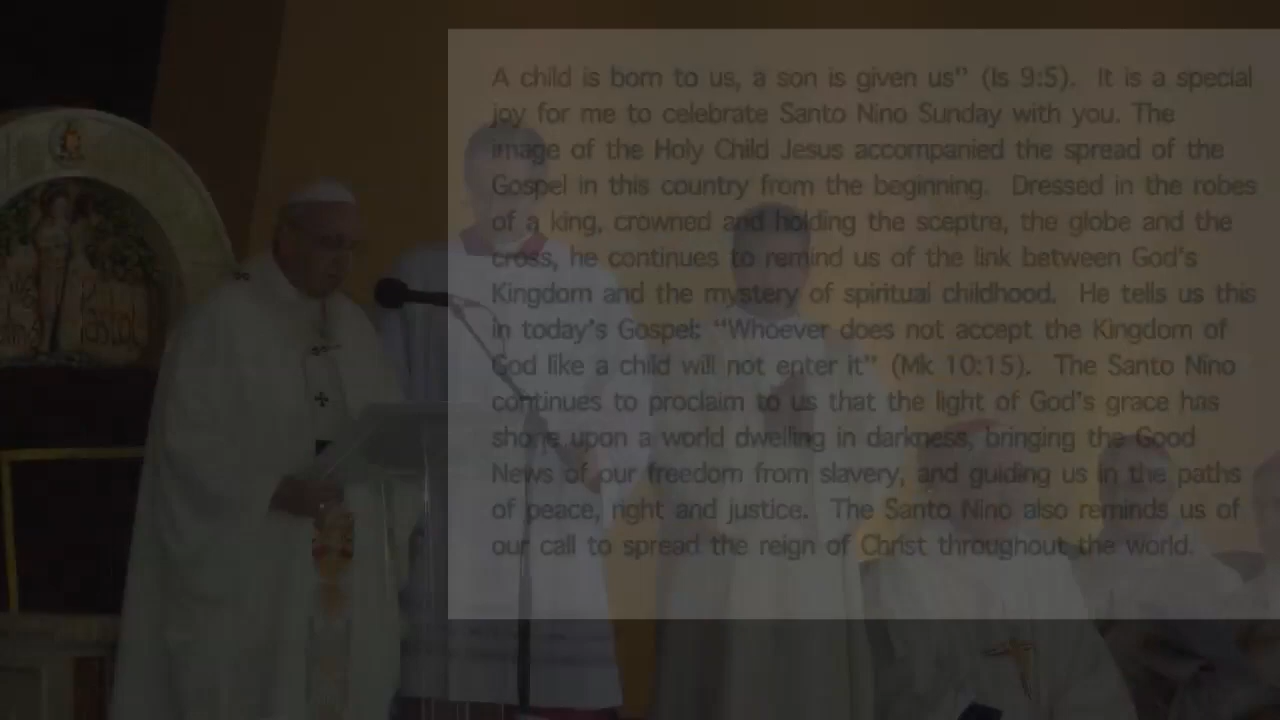 A child is born to us, a son is given us” (Is 9:5). It is a special
joy for me to celebrate Santo Nino Sunday with you. The
image of the Holy Child Jesus accompanied the spread of the
Gospel in this country from the beginning. Dressed in the robes
of a king, crowned and holding the sceptre, the globe and the
cross, he continues to remind us of the link between God's
Kingdom and the mystery of spiritual childhood. He tells us this
in today's Gospel: “Whoever does not accept the Kingdom of
God like a child will not enter it” (Mk 10:15). The Santo Nino
continues to proclaim to us that the light of God's grace has
shone upon a world dwelling in darkness, bringing the Good
News of our freedom from slavery, and guiding us in the paths
of peace, right and justice. The Santo Nino also reminds us of
our call to spread the reign of Christ throughout the world.